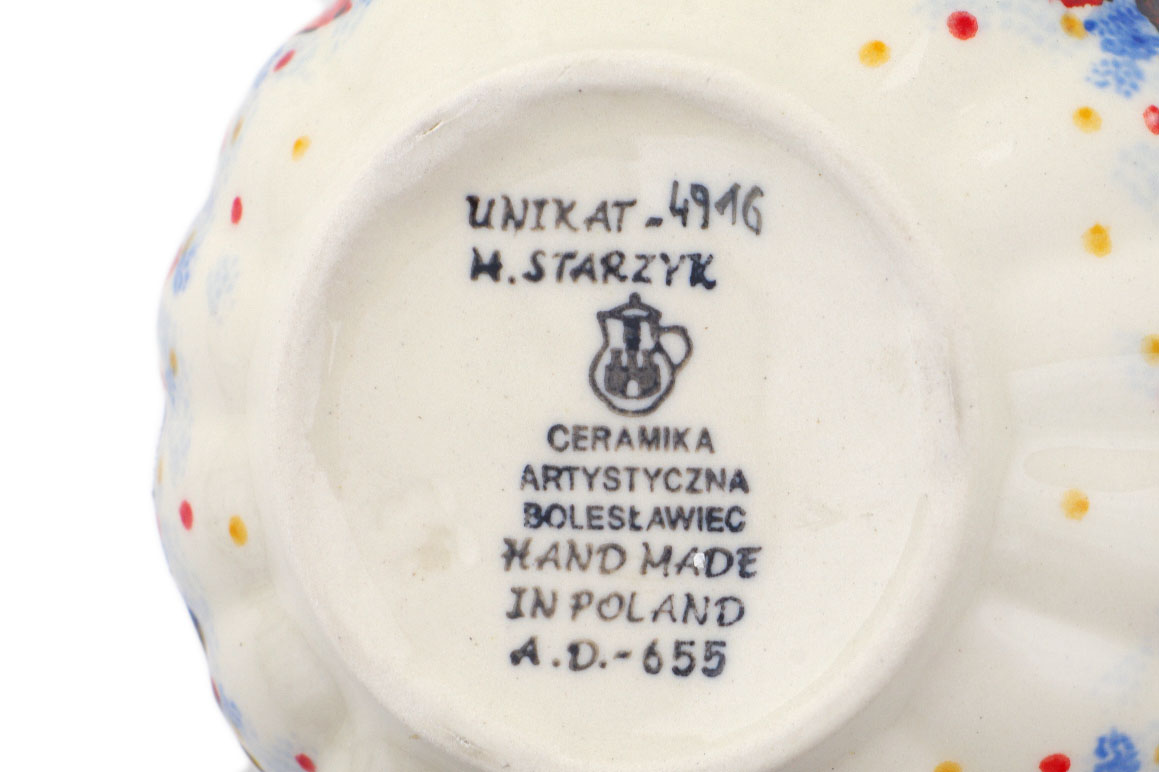 UNIKAT-4916
M.STARZYK
CERAMIKA
ARTYSTYCZNA
BOLESŁAWIEC
HAND MADE
IN POLAND
A.D.-655